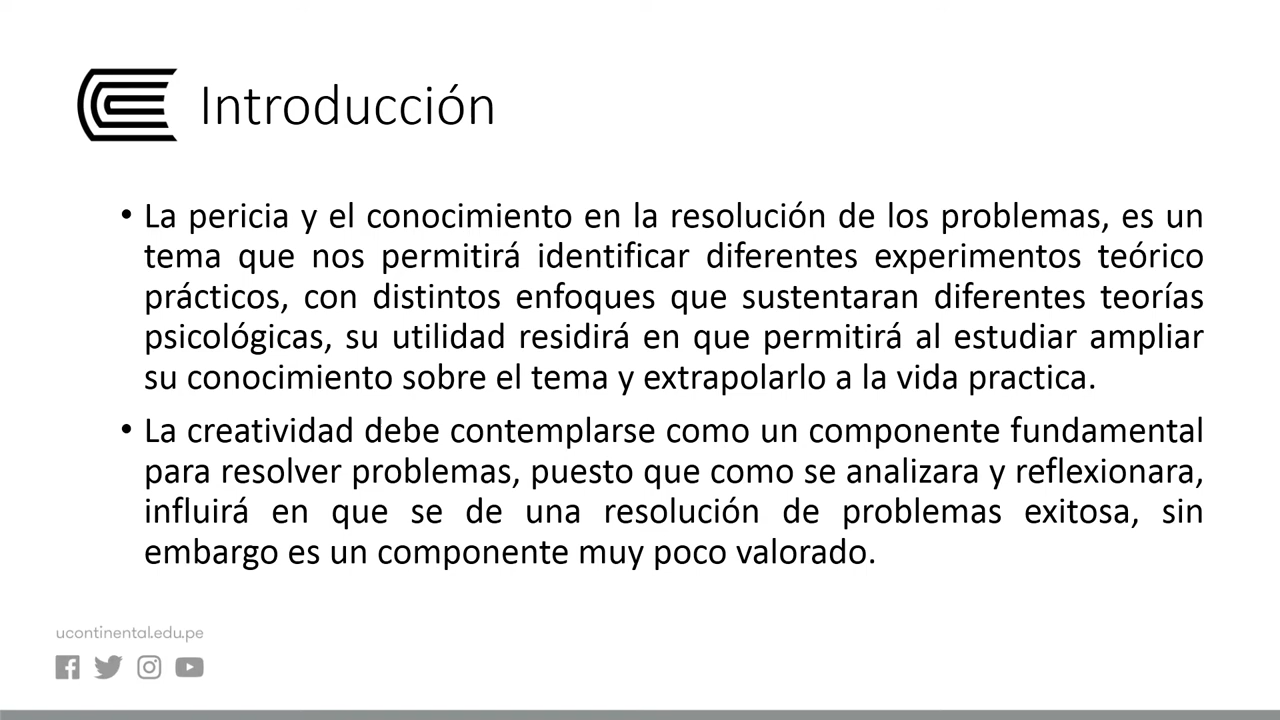 Introducción
• La pericia y el conocimiento en la resolución de los problemas, es un
tema que nos permitirá identificar diferentes experimentos teórico
prácticos, con distintos enfoques que sustentaran diferentes teorías
psicológicas, su utilidad residirá en que permitirá al estudiar ampliar
su conocimiento sobre el tema y extrapolarlo a la vida practica.
• La creatividad debe contemplarse como un componente fundamental
para resolver problemas, puesto que como se analizara y reflexionara,
influirá en que se de una resolución de problemas exitosa, sin
embargo es un componente muy poco valorado.
ucontinental.edu.pe